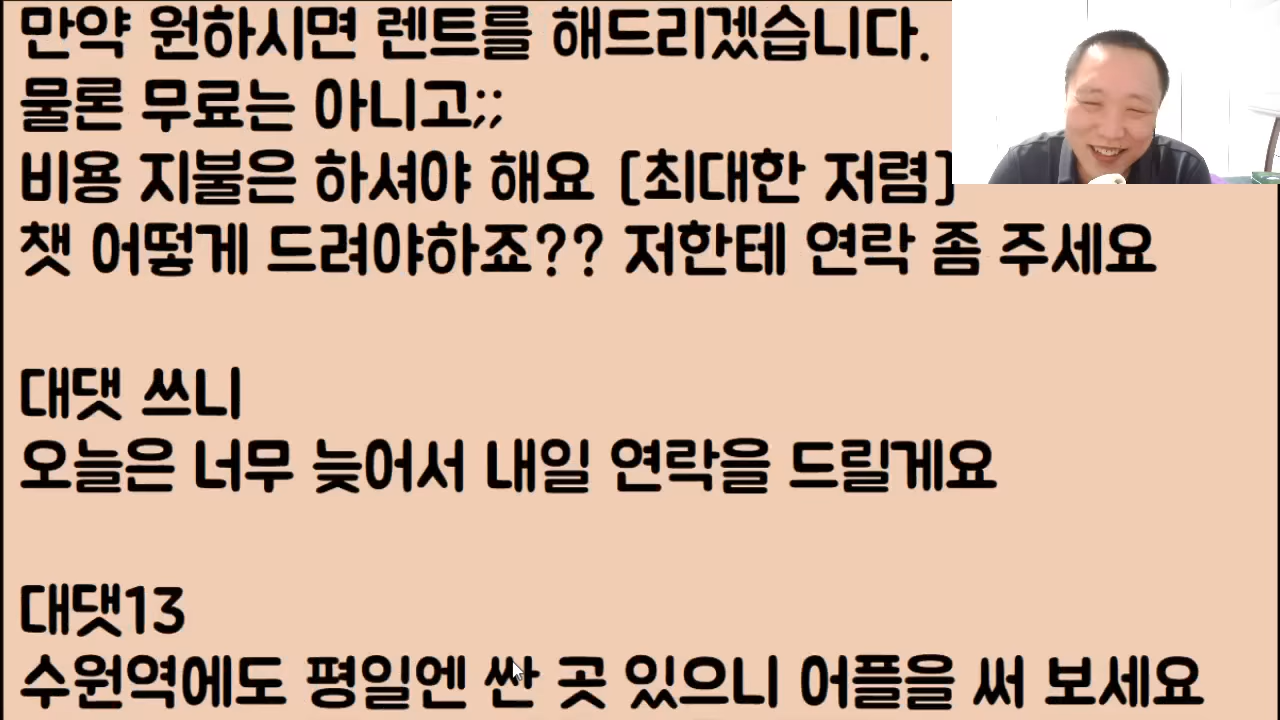 만약 원하시면 렌트를 해드리겠습니다.
물론 무료는 아니고;;
비용 지불은 하셔야 해요 [최대한 저렴]
챗 어떻게 드려야하죠?? 저한테 연락 좀 주세요
대댓 쓰니
오늘은 너무 늦어서 내일 연락을 드릴게요
대댓13
수원역에도 평일엔 싼 곳 있으니 어플을 써 보세요